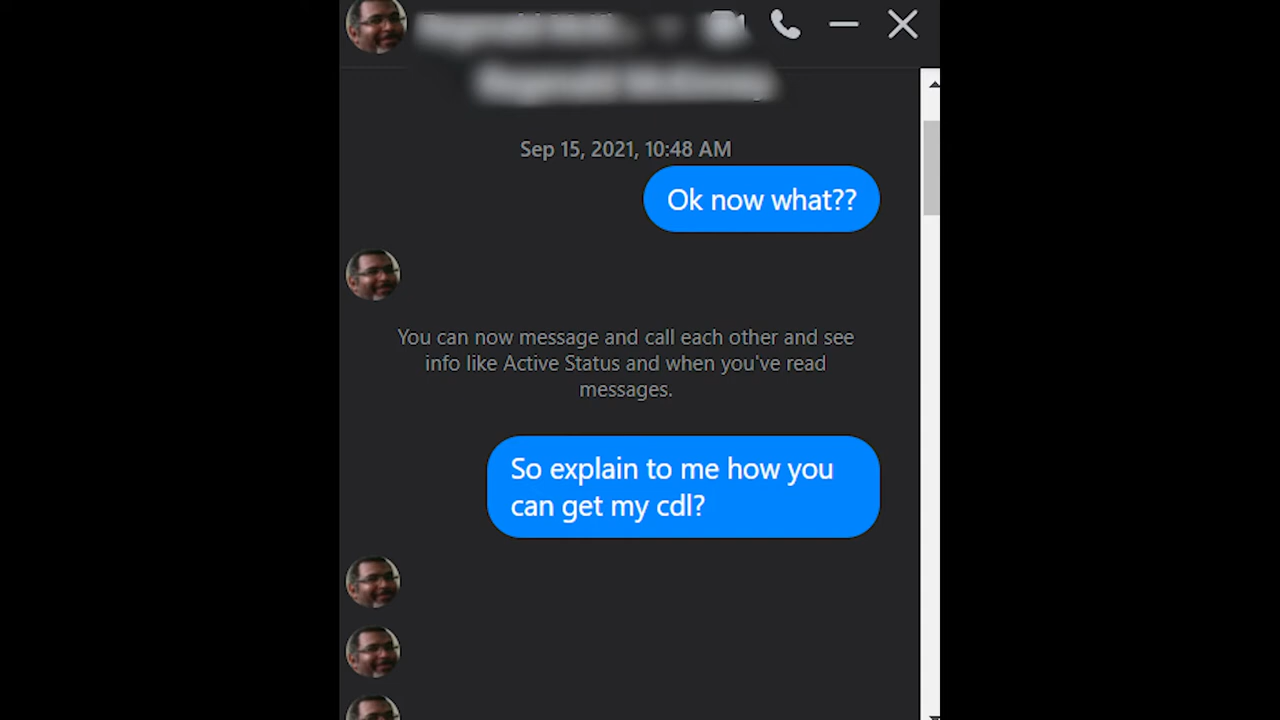 Sep 15, 2021, 10:48 AM
Ok now what??
You can now message and call each other and see
info like Active Status and when you've read
messages.
So explain to me how you
can get my cdl?